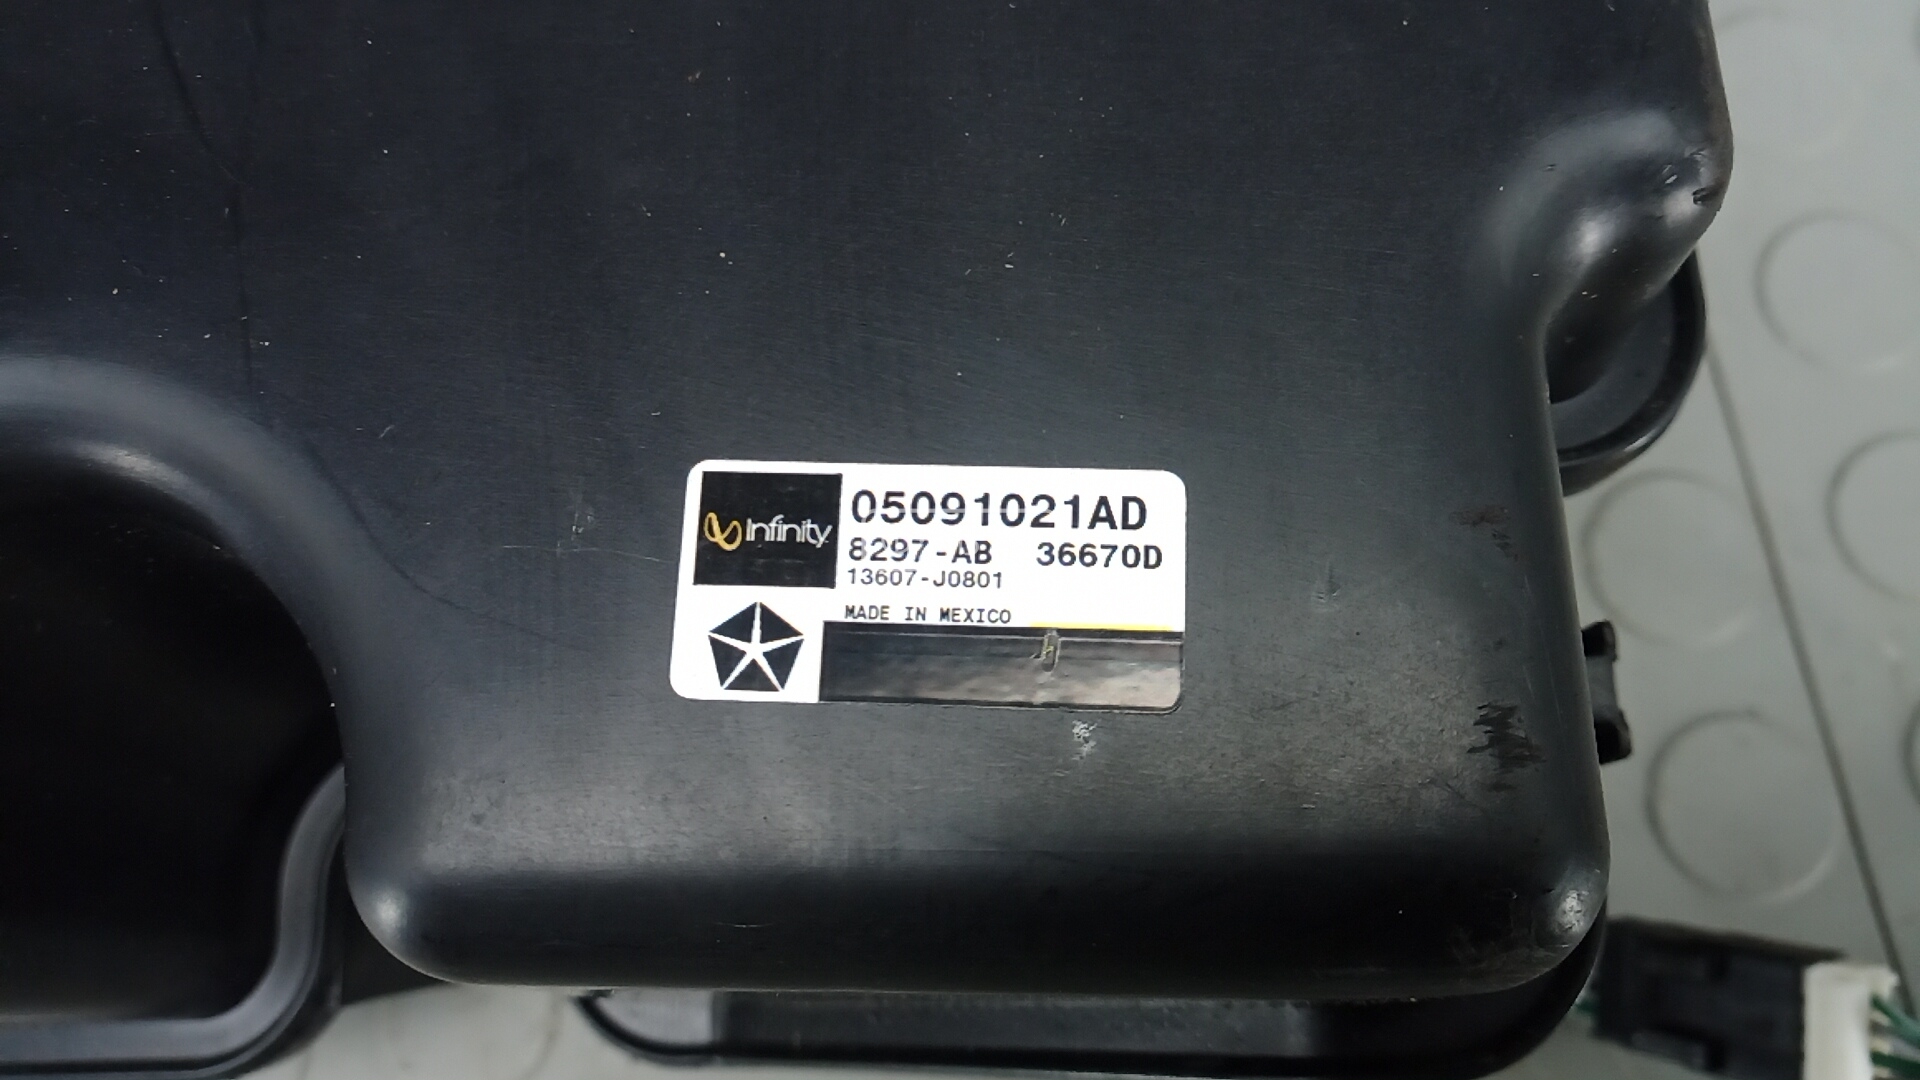 Infinity
05091021AD
8297-AB 36670D
13607-J0801
MADE IN MEXICO